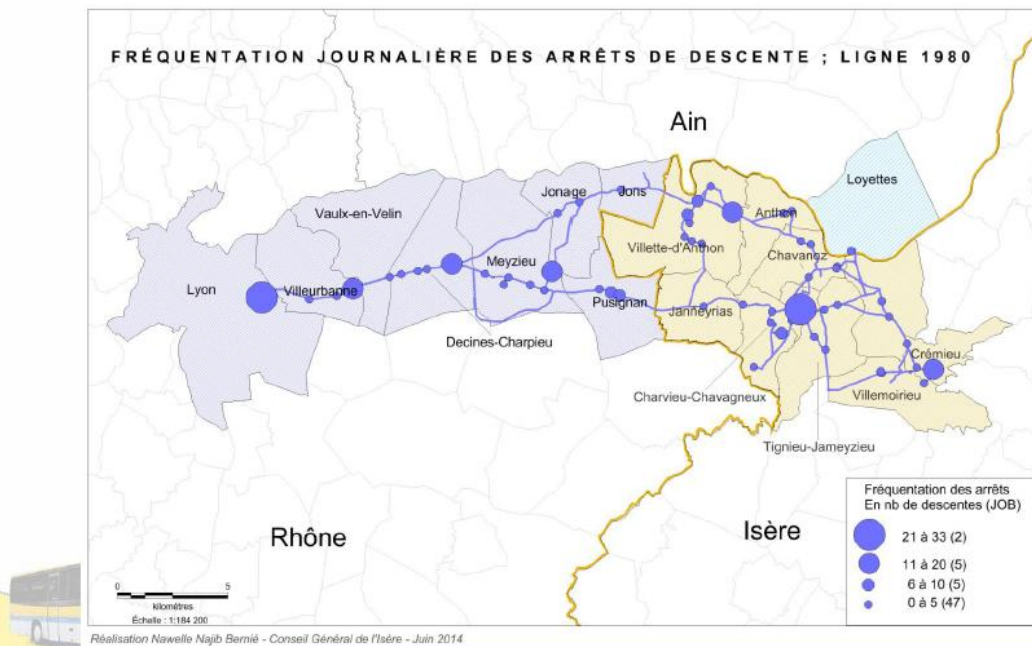 FRÉQUENTATION JOURNALIÈRE DES ARRÊTS DE DESCENTE ; LIGNE 1980
Ain
Loyettes
Jonage
Jons
Vaulx-en-Velin
Anthon
Villette-d'Anthon
Chavanoz
Meyzieu
Lyon
Villeurbanne
Pusignan
Janneyrias
Decines-Charpieu
Crémieu
Charvieu-Chavagneux
Villemoirieu
Tignieu-Jameyzieu
Rhône
Isère
Fréquentation des arrêts
En nb de descentes (JOB)
21 à 33 (2)
11 à 20 (5)
6 à 10 (5)
0 à 5 (47)
0 5
kilomètres
Échelle : 1:184 200
Réalisation Nawelle Najib Bernié - Conseil Général de l'Isère - Juin 2014